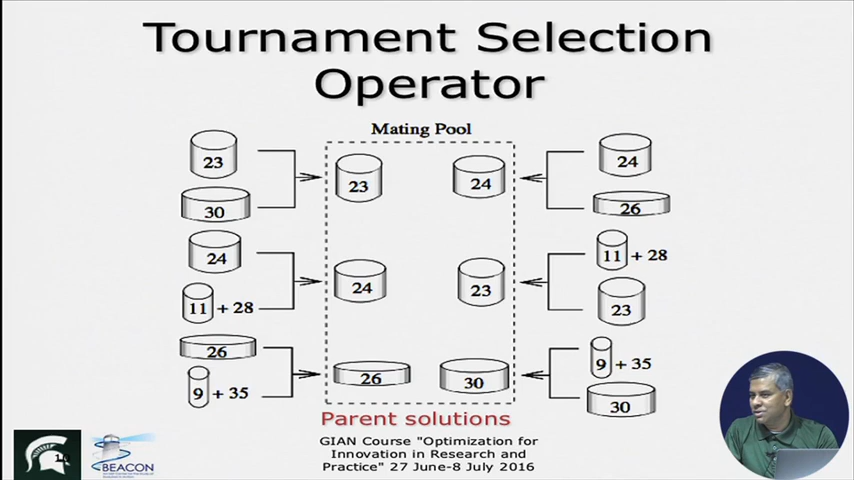 Tournament Selection
Operator
Mating Pool
23
30
23
24
24
26
24
11 + 28
24
23
11 + 28
23
26
9 + 35
26
30
9 + 35
30
Parent solutions
GIAN Course "Optimization for
Innovation in Research and
Practice" 27 June-8 July 2016
BEACON